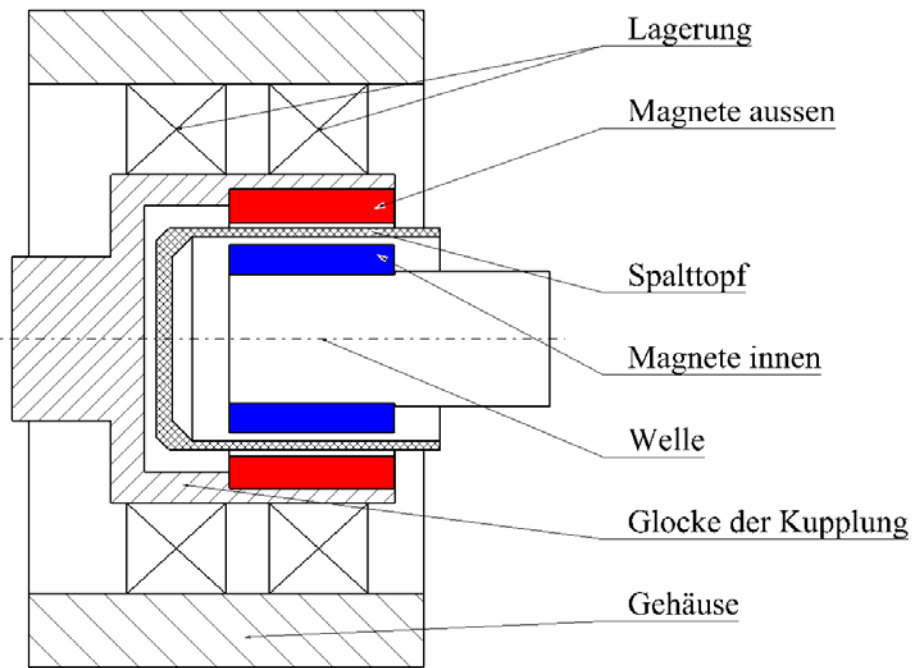 Lagerung
Magnete aussen
Spalttopf
Magnete innen
Welle
Glocke der Kupplung
Gehäuse